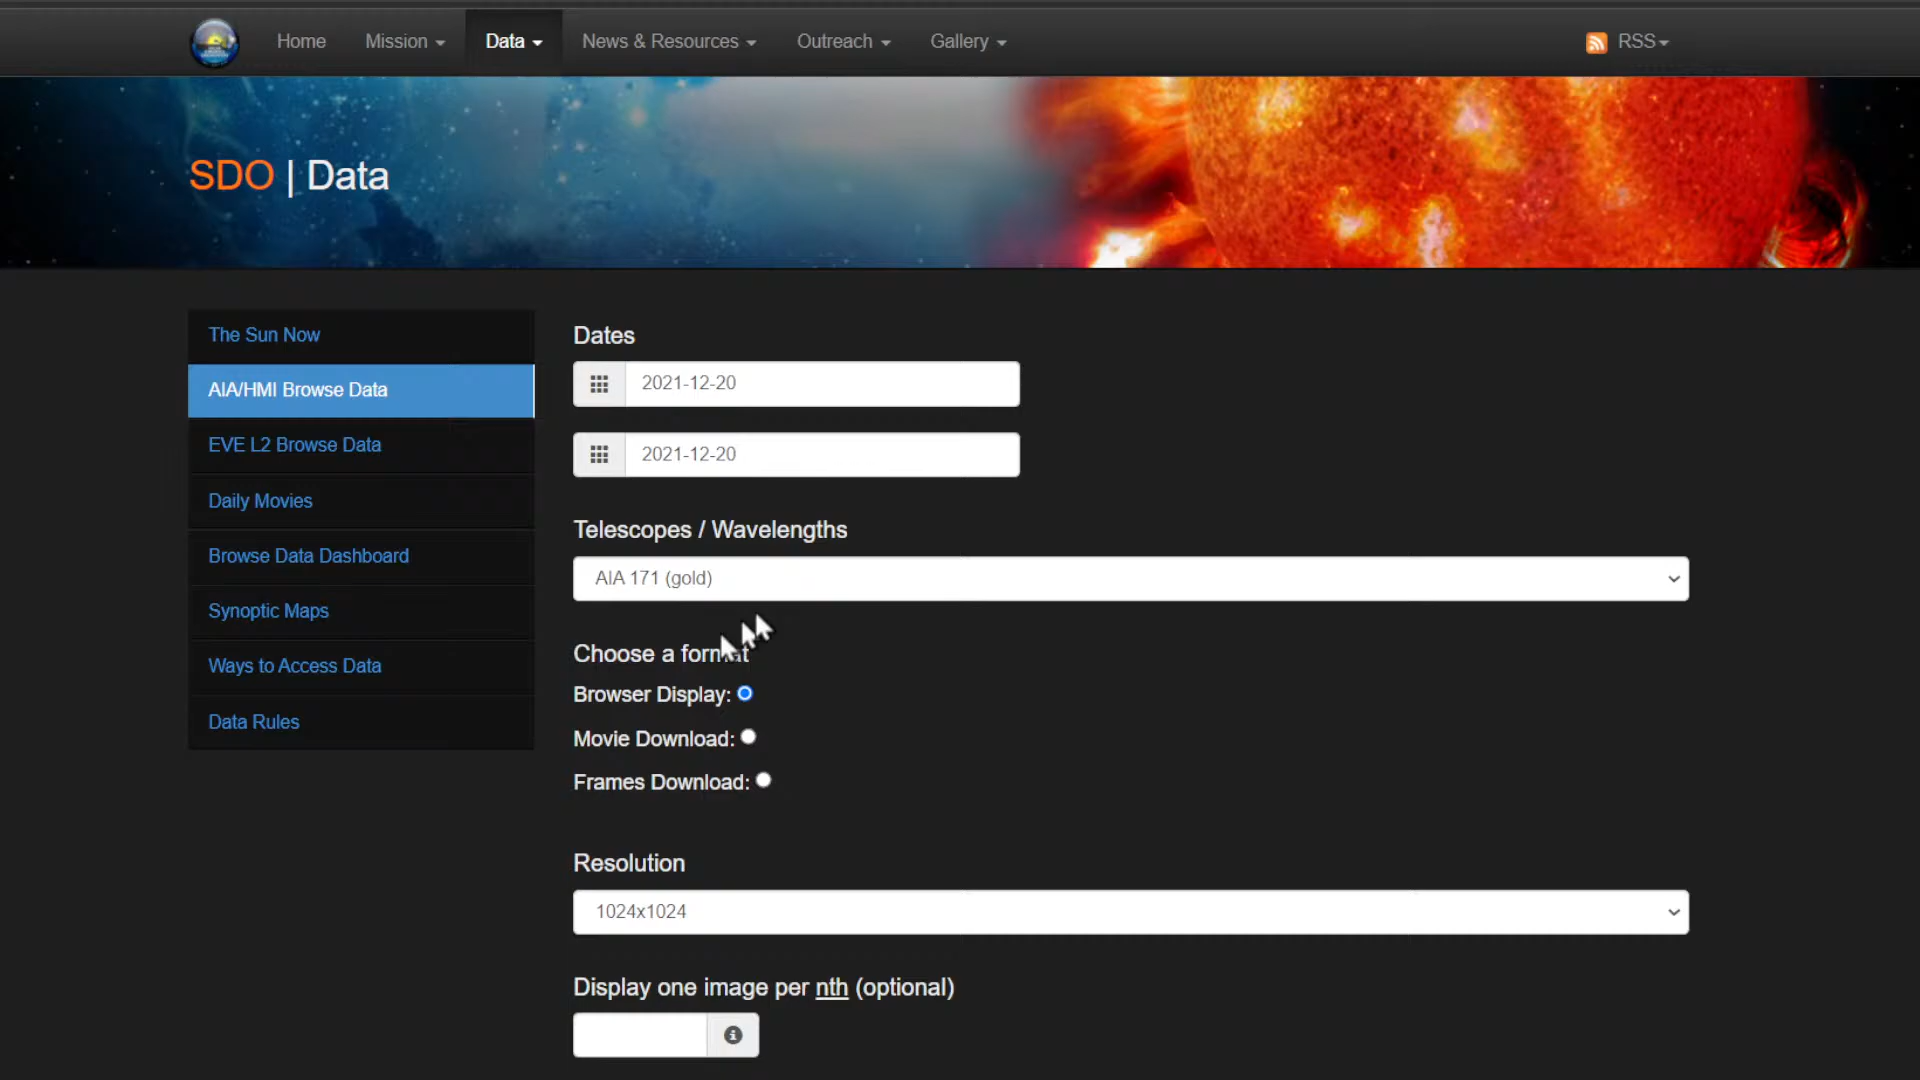 Home Mission Data News & Resources Outreach Gallery RSS
SDO | Data
The Sun Now
AIA/HMI Browse Data
EVE L2 Browse Data
Daily Movies
Browse Data Dashboard
Synoptic Maps
Ways to Access Data
Data Rules
Dates
2021-12-20
2021-12-20
Telescopes / Wavelengths
AIA 171 (gold)
Choose a format
Browser Display:
Movie Download:
Frames Download:
Resolution
1024x1024
Display one image per nth (optional)